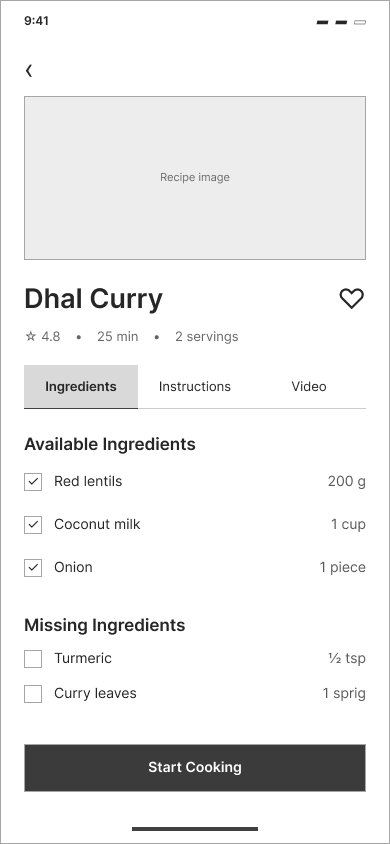 9:41
Recipe image
Dhal Curry
☆ 4.8 • 25 min • 2 servings
Ingredients Instructions Video
Available Ingredients
Red lentils 200 g
Coconut milk 1 cup
Onion 1 piece
Missing Ingredients
Turmeric ½ tsp
Curry leaves 1 sprig
Start Cooking